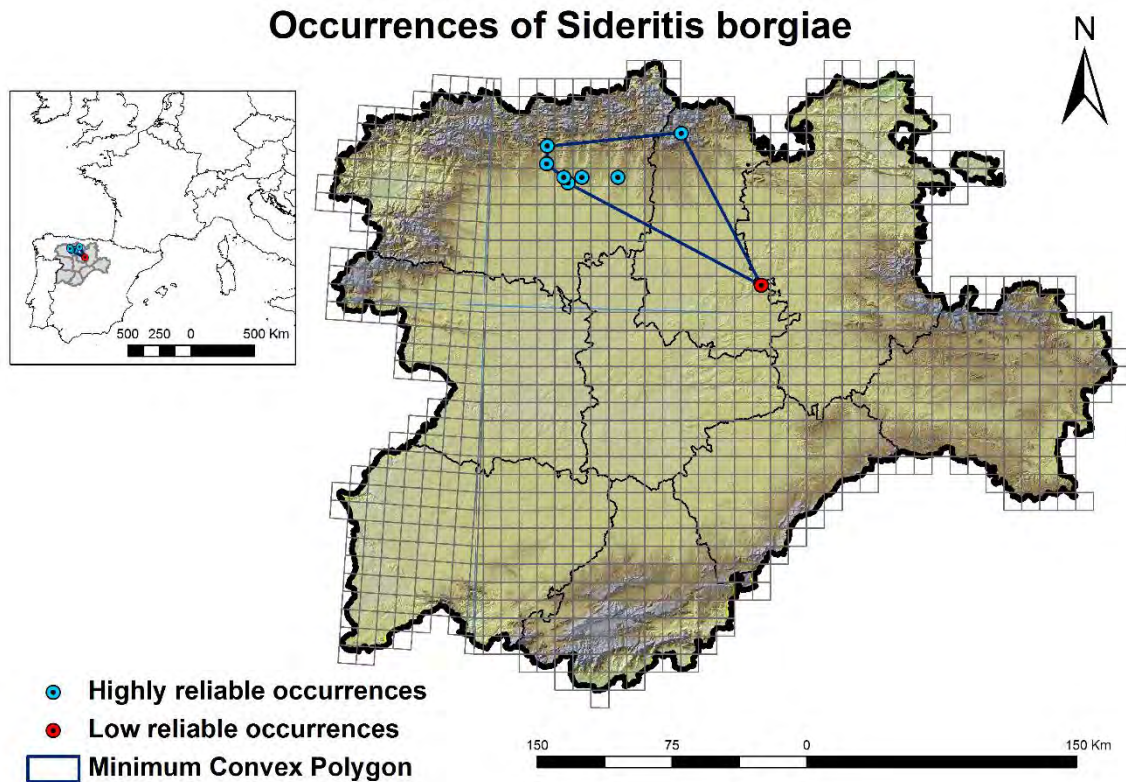 Occurrences of Sideritis borgiae
N
500 250 0 500 Km
Highly reliable occurrences
Low reliable occurrences
Minimum Convex Polygon
150 75 0 150 Km